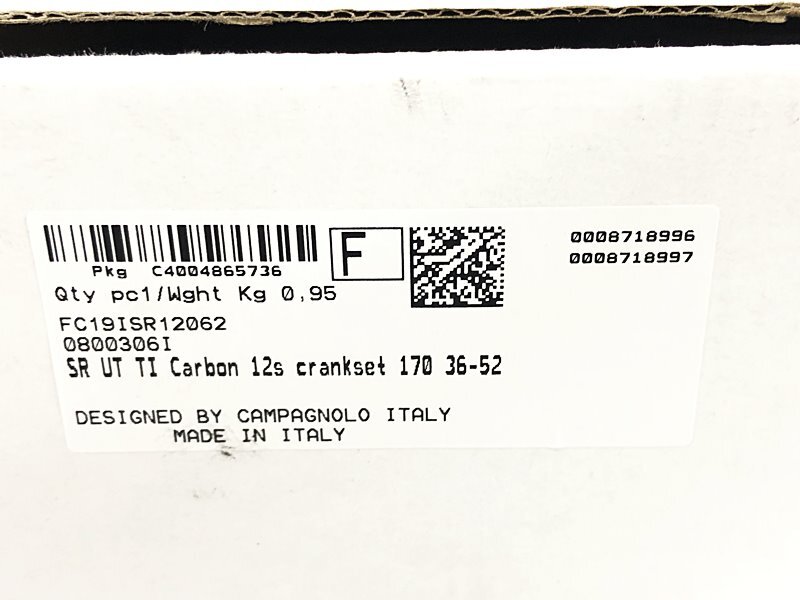 Pkg C4004865736
F
0008718996
0008718997
Qty pc1/Wght Kg 0,95
FC19ISR12062
0800306I
SR UT TI Carbon 12s crankset 170 36-52
DESIGNED BY CAMPAGNOLO ITALY
MADE IN ITALY